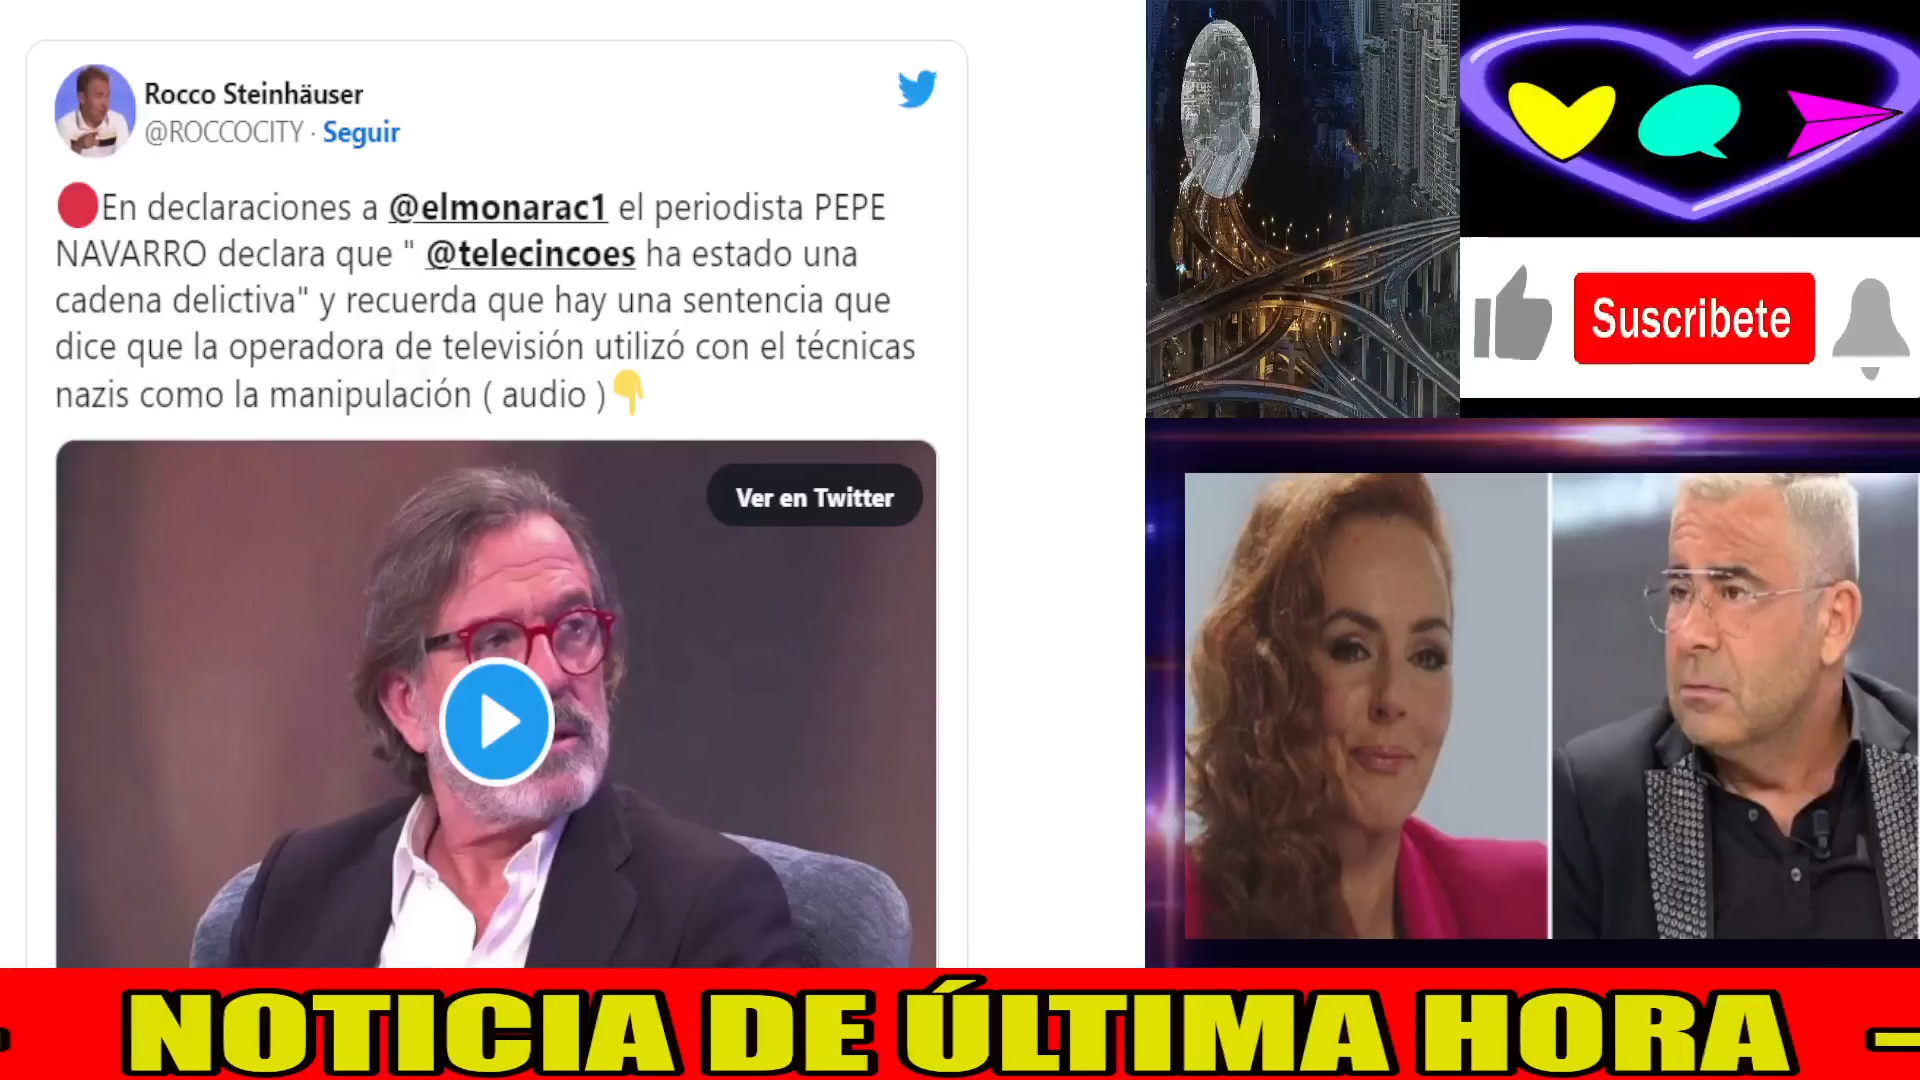 Rocco Steinhäuser
@ROCCOCITY · Seguir
En declaraciones a @elmonarac1 el periodista PEPE
NAVARRO declara que " @telecincoes ha estado una
cadena delictiva" y recuerda que hay una sentencia que
dice que la operadora de televisión utilizó con el técnicas
nazis como la manipulación ( audio )
Ver en Twitter
Suscribete
NOTICIA DE ÚLTIMA HORA -